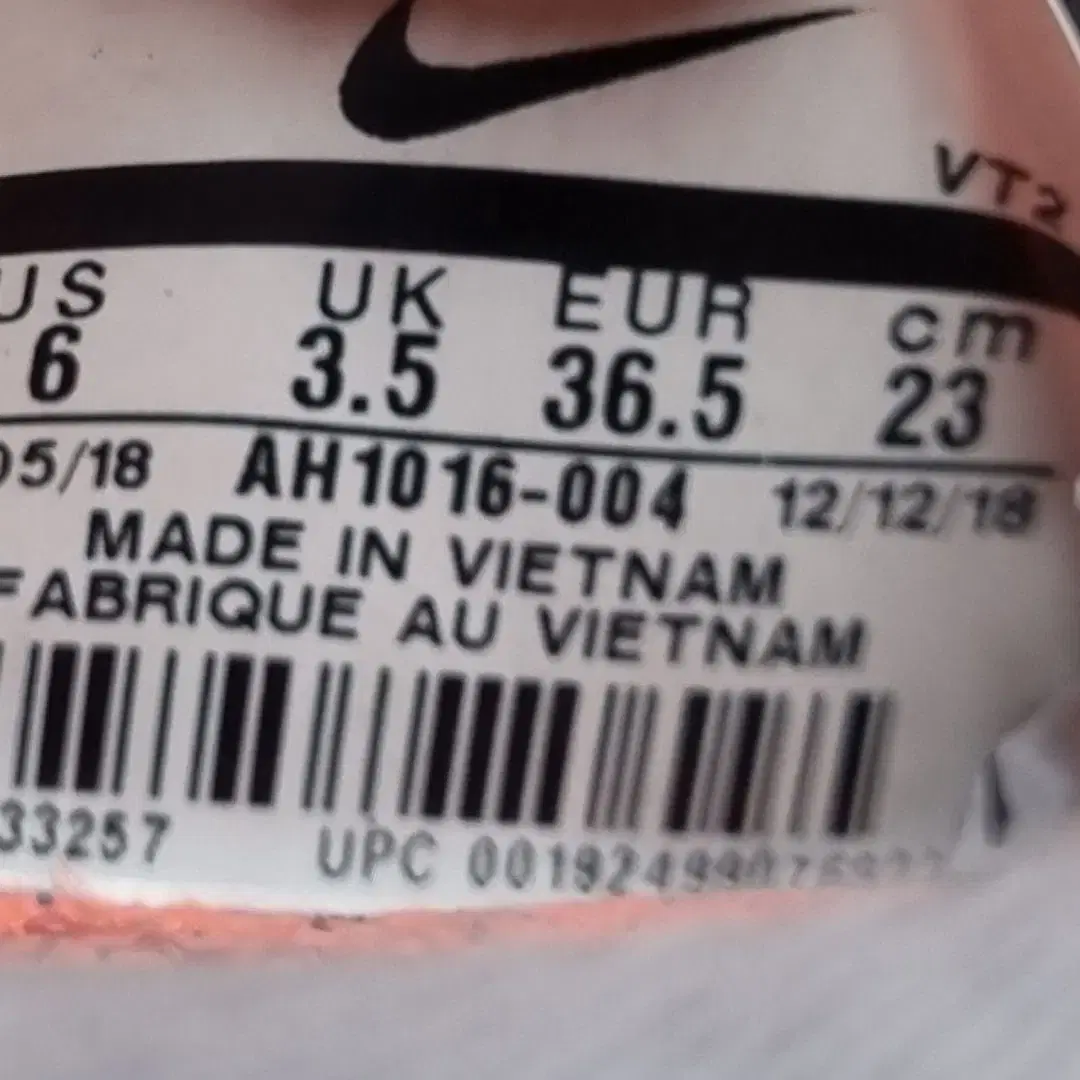 VT2
US UK EUR cm
6 3.5 36.5 23
05/18 AH1016-004 12/12/18
MADE IN VIETNAM
FABRIQUE AU VIETNAM
33257 UPC